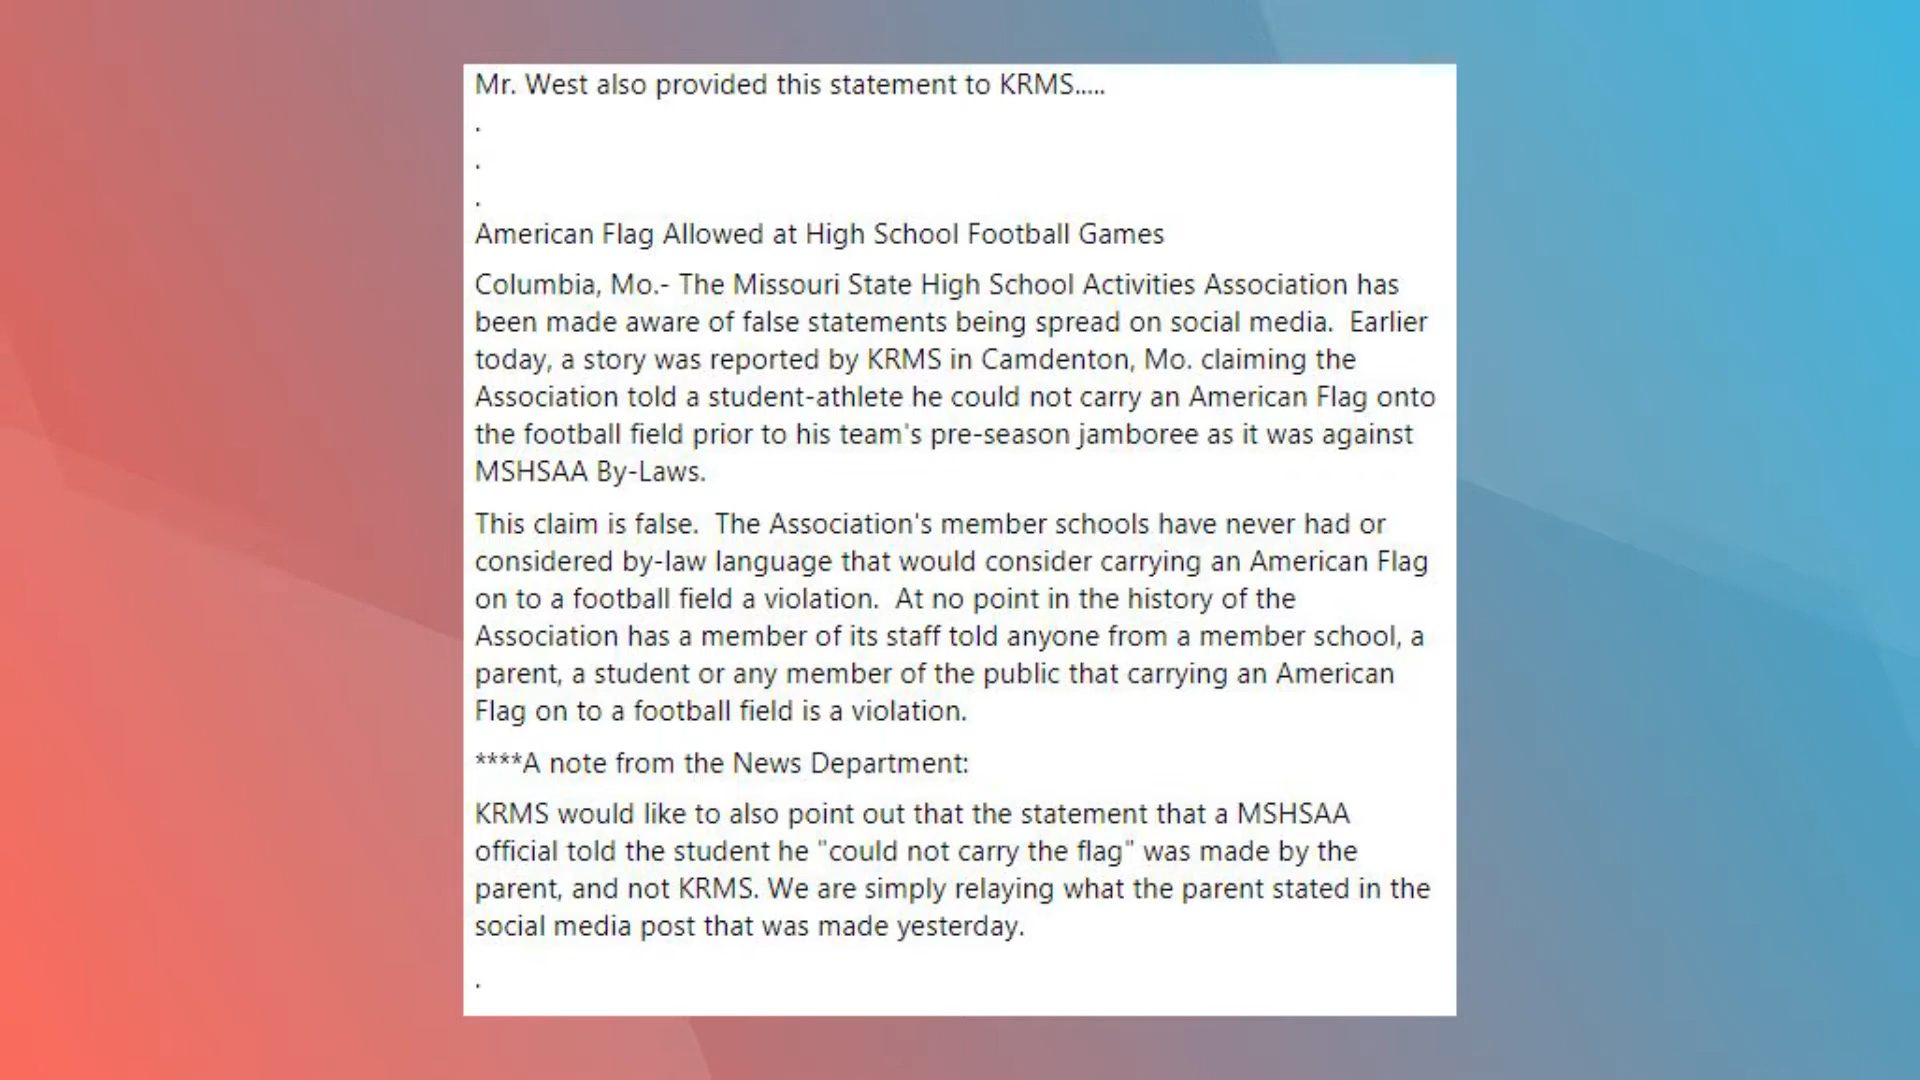 Mr. West also provided this statement to KRMS.....
.
.
.
American Flag Allowed at High School Football Games
Columbia, Mo.- The Missouri State High School Activities Association has
been made aware of false statements being spread on social media.  Earlier
today, a story was reported by KRMS in Camdenton, Mo. claiming the
Association told a student-athlete he could not carry an American Flag onto
the football field prior to his team's pre-season jamboree as it was against
MSHSAA By-Laws.
This claim is false.  The Association's member schools have never had or
considered by-law language that would consider carrying an American Flag
on to a football field a violation.  At no point in the history of the
Association has a member of its staff told anyone from a member school, a
parent, a student or any member of the public that carrying an American
Flag on to a football field is a violation.
****A note from the News Department:
KRMS would like to also point out that the statement that a MSHSAA
official told the student he "could not carry the flag" was made by the
parent, and not KRMS. We are simply relaying what the parent stated in the
social media post that was made yesterday.
.